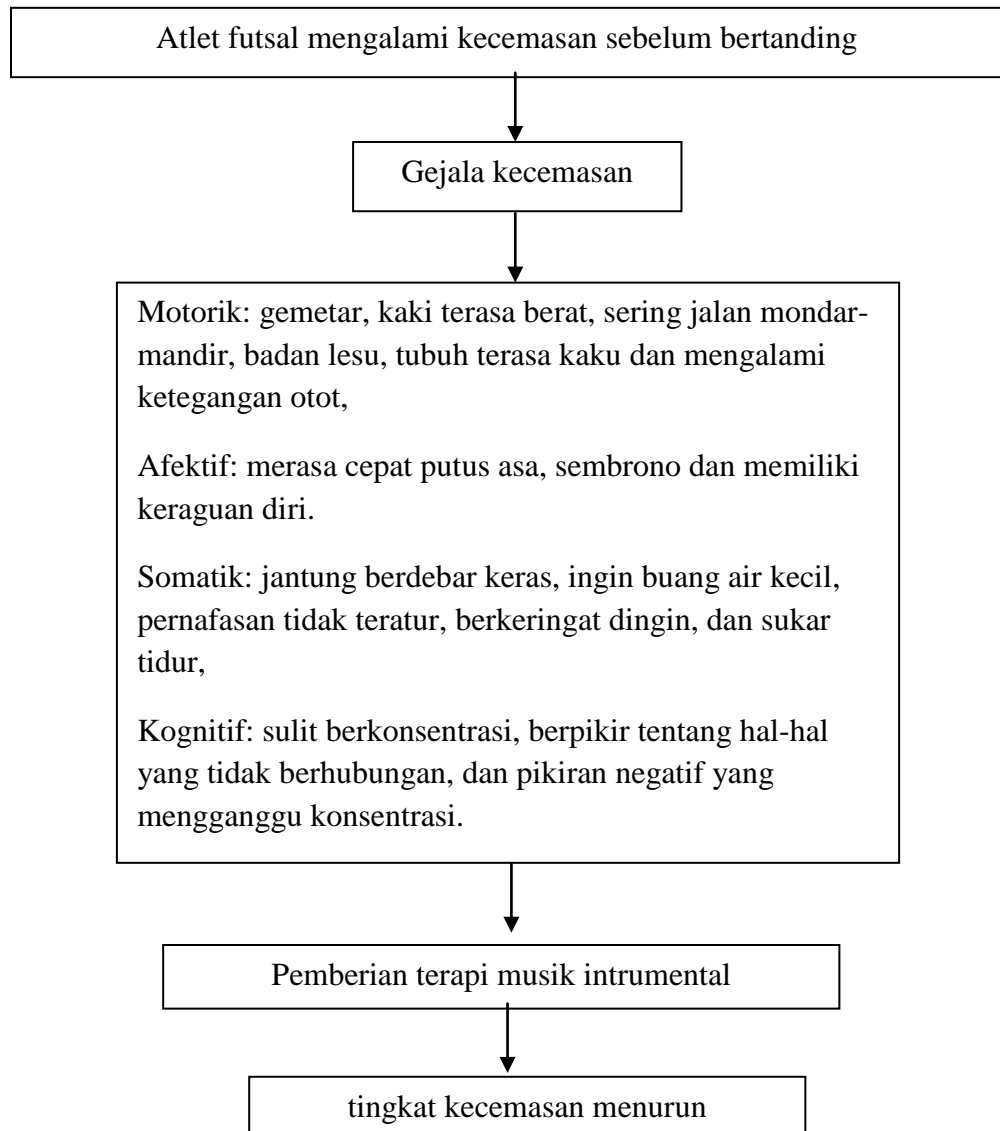 Atlet futsal mengalami kecemasan sebelum bertanding
Gejala kecemasan
Motorik: gemetar, kaki terasa berat, sering jalan mondar-
mandir, badan lesu, tubuh terasa kaku dan mengalami
ketegangan otot,
Afektif: merasa cepat putus asa, sembrono dan memiliki
keraguan diri.
Somatik: jantung berdebar keras, ingin buang air kecil,
pernafasan tidak teratur, berkeringat dingin, dan sukar
tidur,
Kognitif: sulit berkonsentrasi, berpikir tentang hal-hal
yang tidak berhubungan, dan pikiran negatif yang
mengganggu konsentrasi.
Pemberian terapi musik intrumental
tingkat kecemasan menurun